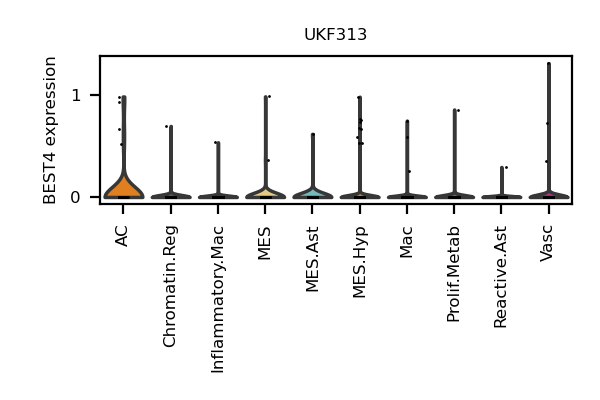 UKF313
BEST4 expression
1
0
AC
Chromatin.Reg
Inflammatory.Mac
MES
MES.Ast
MES.Hyp
Mac
Prolif.Metab
Reactive.Ast
Vasc